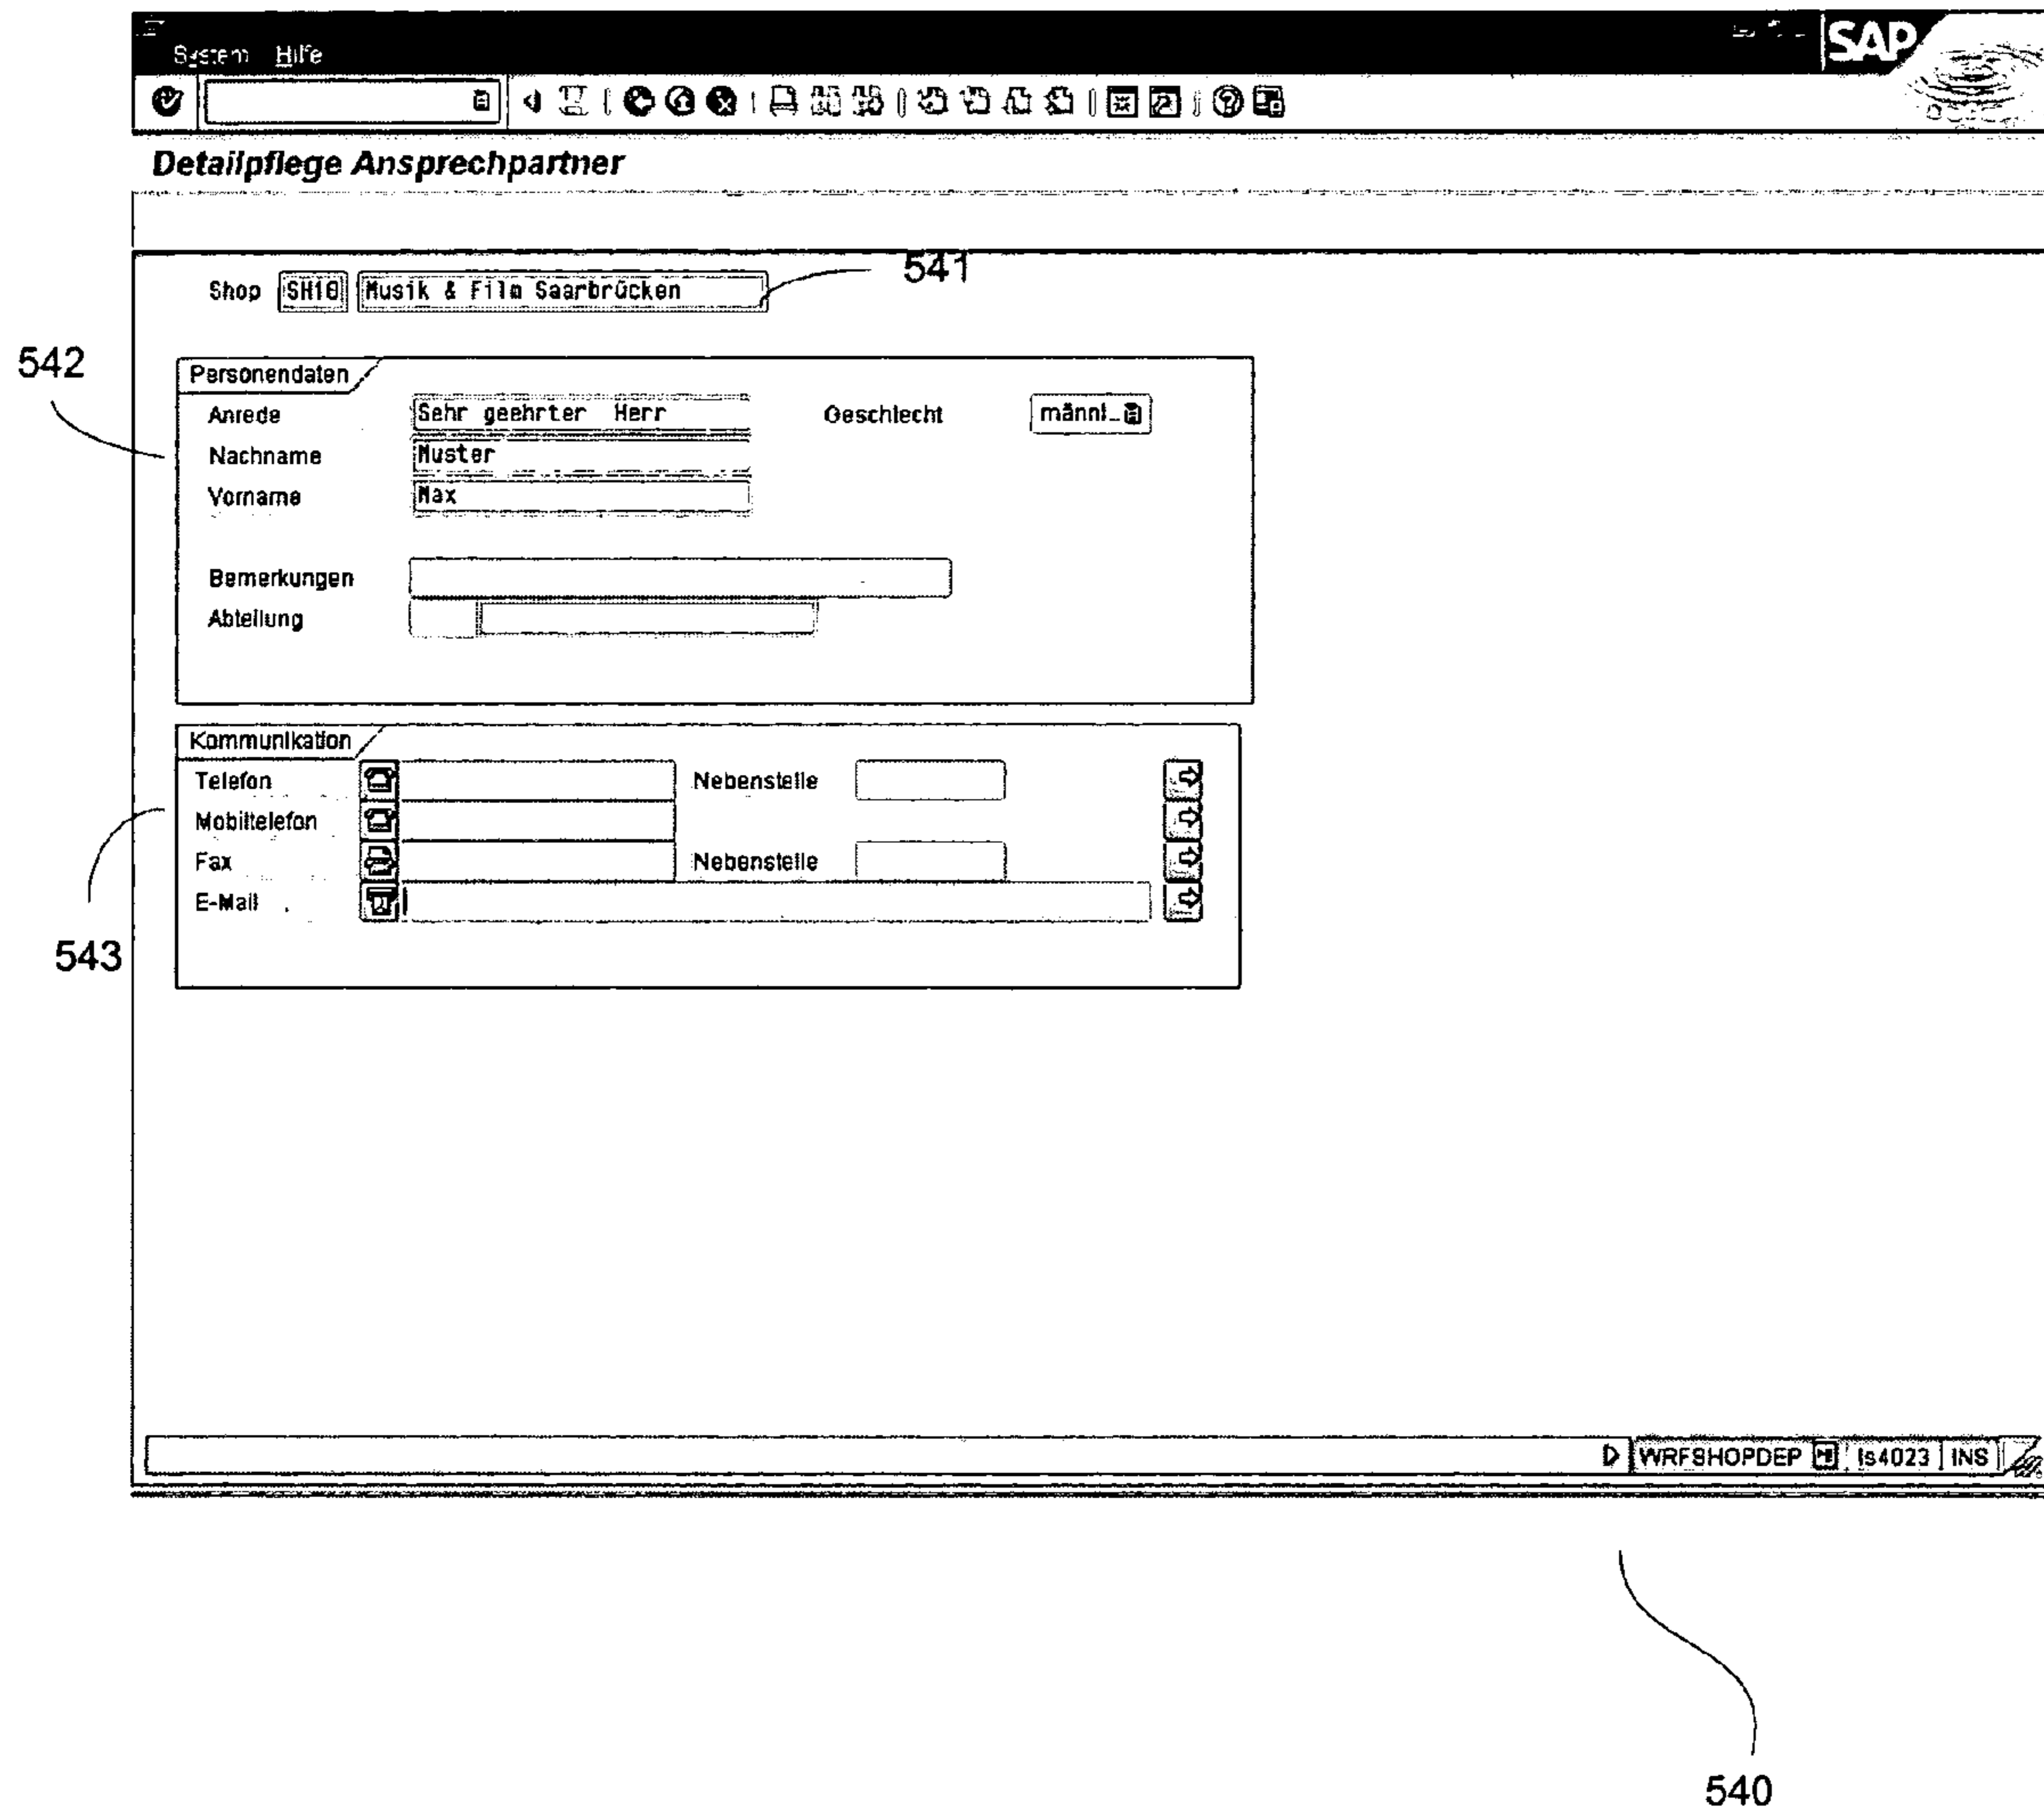 SAP
System Hilfe
Detailpflege Ansprechpartner
541
Shop SH10 Musik & Film Saarbrücken
542
Personendaten
Anrede Sehr geehrter Herr Geschlecht männl_
Nachname Muster
Vorname Max
Bemerkungen
Abteilung
Kommunikation
Telefon Nebenstelle
Mobiltelefon
Fax Nebenstelle
E-Mail
543
WRFSHOPDEP ls4023 INS
540